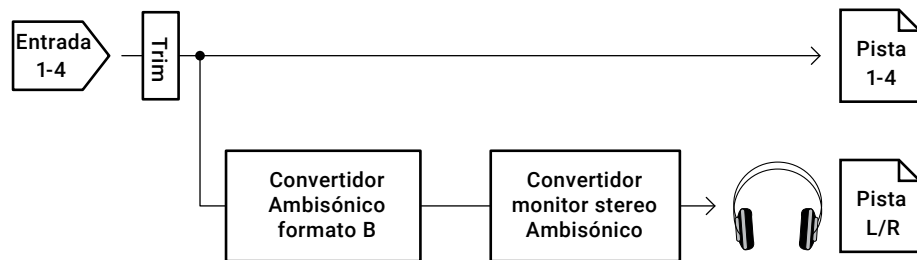 Entrada
1-4
Trim
Pista
1-4
Convertidor
Ambisónico
formato B
Convertidor
monitor stereo
Ambisónico
Pista
L/R